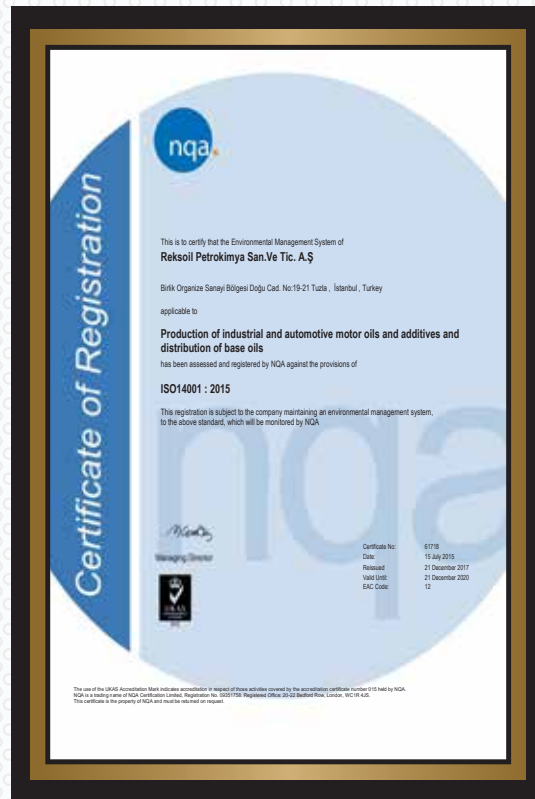 nqa.
Certificate of Registration
This is to certify that the Environmental Management System of
Reksoil Petrokimya San.Ve Tic. A.Ş
Birlik Organize Sanayi Bölgesi Doğu Cad. No:19-21 Tuzla , İstanbul , Turkey
applicable to
Production of industrial and automotive motor oils and additives and
distribution of base oils
has been assessed and registered by NQA against the provisions of
ISO14001 : 2015
This registration is subject to the company maintaining an environmental management system,
to the above standard, which will be monitored by NQA
nqa
Managing Director
Certificate No: 61718
Date: 15 July 2015
Reissued 21 December 2017
Valid Until: 21 December 2020
EAC Code: 12
UKAS
The use of the UKAS Accreditation Mark indicates accreditation in respect of those activities covered by the accreditation certificate number 015 held by NQA.
NQA is a trading name of NQA Certification Limited, Registration No. 09351758. Registered Office: 20-22 Bedford Row, London, WC1R 4JS.
This certificate is the property of NQA and must be returned on request.